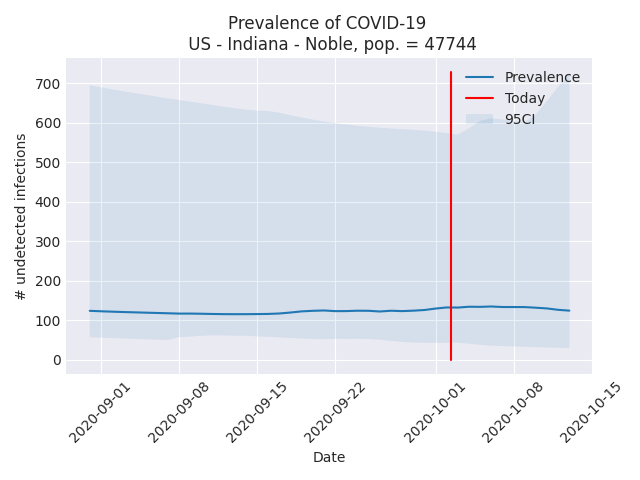 Prevalence of COVID-19
US - Indiana - Noble, pop. = 47744
Prevalence
Today
95CI
700
600
500
400
300
200
100
0
# undetected infections
2020-09-01
2020-09-08
2020-09-15
2020-09-22
2020-10-01
2020-10-08
2020-10-15
Date